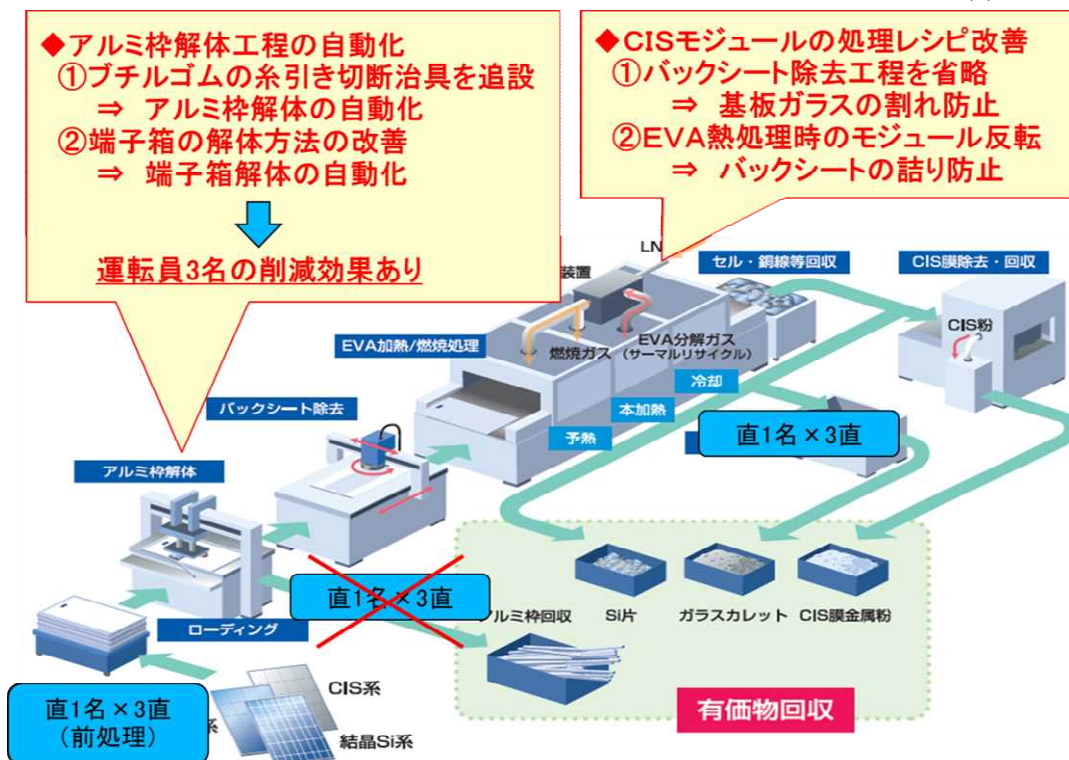 ◆アルミ枠解体工程の自動化
①ブチルゴムの糸引き切断治具を追設
⇒ アルミ枠解体の自動化
②端子箱の解体方法の改善
⇒ 端子箱解体の自動化
運転員3名の削減効果あり
◆CISモジュールの処理レシピ改善
①バックシート除去工程を省略
⇒ 基板ガラスの割れ防止
②EVA熱処理時のモジュール反転
⇒ バックシートの詰り防止
LN
装置
セル・銅線等回収
CIS膜除去・回収
CIS粉
EVA加熱/燃焼処理
燃焼ガス
EVA分解ガス
(サーマルリサイクル)
冷却
本加熱
予熱
バックシート除去
直1名×3直
アルミ枠解体
直1名×3直
ローディング
アルミ枠回収
Si片
ガラスカレット
CIS膜金属粉
有価物回収
直1名×3直
(前処理)
CIS系
系
結晶Si系